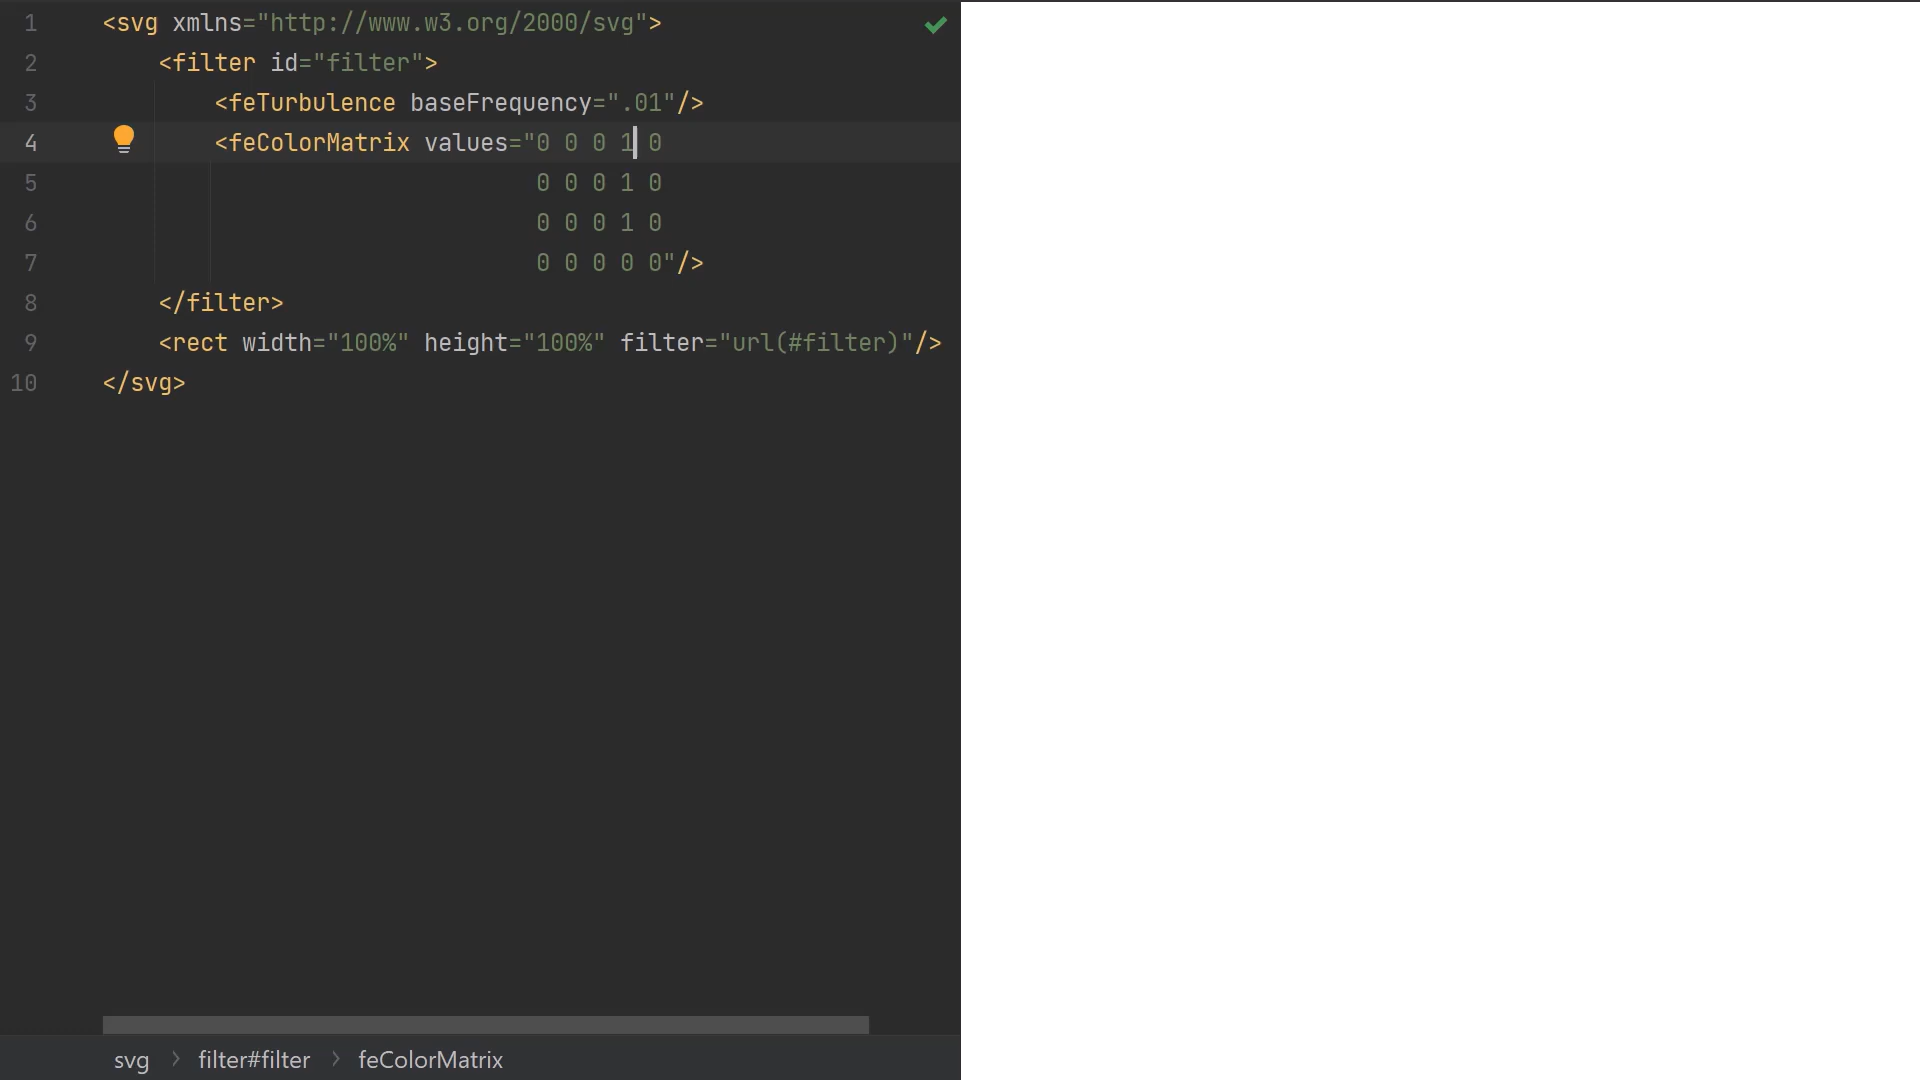 1 <svg xmlns="http://www.w3.org/2000/svg">
2 <filter id="filter">
3 <feTurbulence baseFrequency=".01"/>
4 <feColorMatrix values="0 0 0 1 0
5 0 0 0 1 0
6 0 0 0 1 0
7 0 0 0 0 0"/>
8 </filter>
9 <rect width="100%" height="100%" filter="url(#filter)"/>
10 </svg>
svg > filter#filter > feColorMatrix